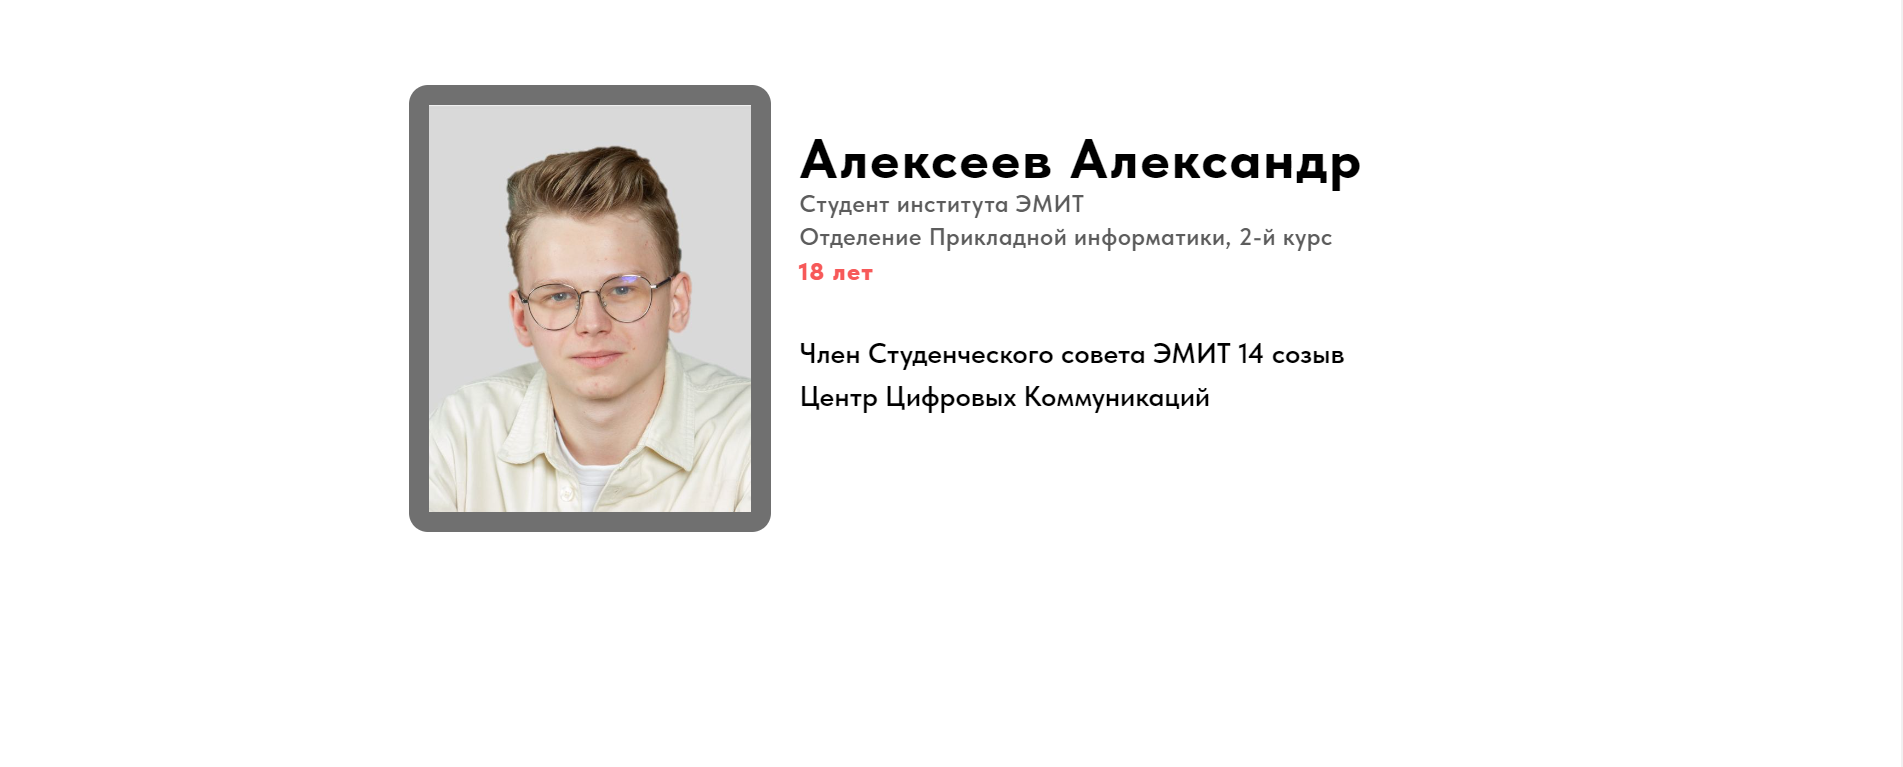 Алексеев Александр
Студент института ЭМИТ
Отделение Прикладной информатики, 2-й курс
18 лет
Член Студенческого совета ЭМИТ 14 созыв
Центр Цифровых Коммуникаций